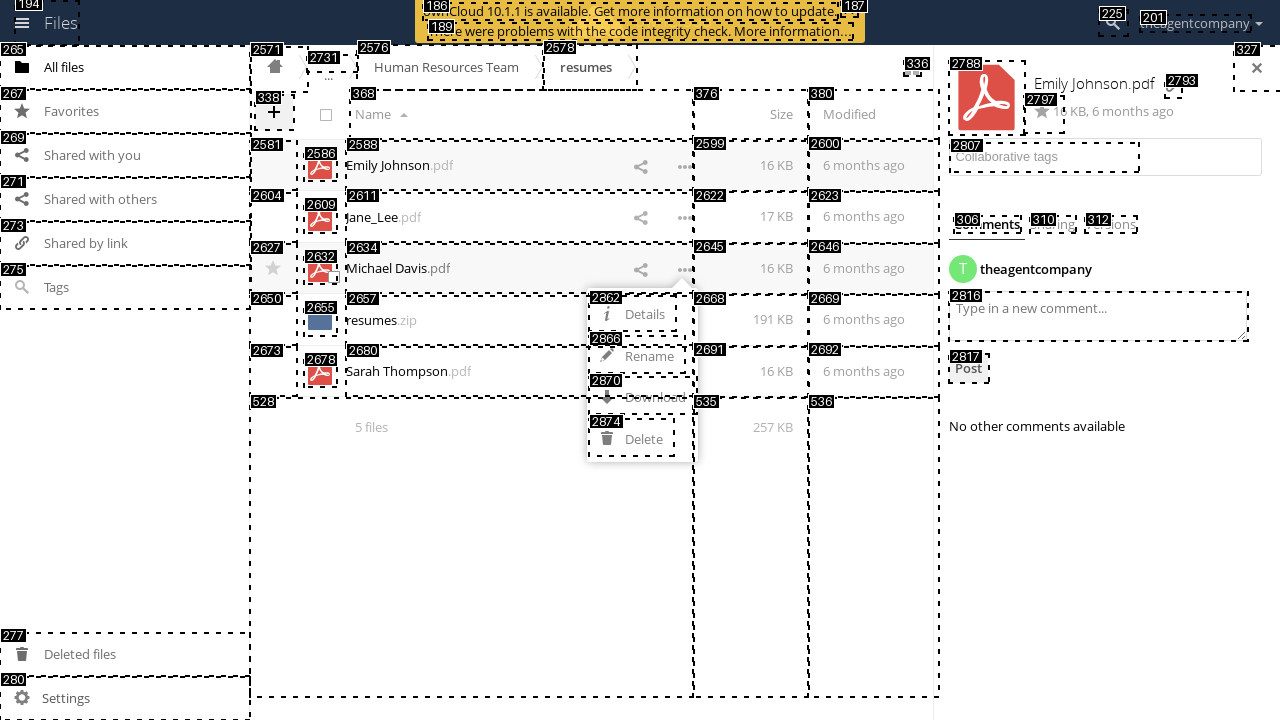 194
Files
186
ownCloud 10.1.1 is available. Get more information on how to update.
187
189
There were problems with the code integrity check. More information…
225
201
theagentcompany
265
All files
267
Favorites
269
Shared with you
271
Shared with others
273
Shared by link
275
Tags
277
Deleted files
280
Settings
2571
2731
...
2576
Human Resources Team
2578
resumes
336
338
+
368
Name
376
Size
380
Modified
2581
2586
2588
Emily Johnson.pdf
2599
16 KB
2600
6 months ago
2604
2609
2611
Jane_Lee.pdf
2622
17 KB
2623
6 months ago
2627
2632
2634
Michael Davis.pdf
2645
16 KB
2646
6 months ago
2650
2655
2657
resumes.zip
2668
191 KB
2669
6 months ago
2673
2678
2680
Sarah Thompson.pdf
2691
16 KB
2692
6 months ago
528
5 files
535
257 KB
536
2862
Details
2866
Rename
2870
Download
2874
Delete
327
2788
Emily Johnson.pdf
2793
2797
16 KB, 6 months ago
2807
Collaborative tags
306
Comments
310
Sharing
312
Versions
T
theagentcompany
2816
Type in a new comment...
2817
Post
No other comments available